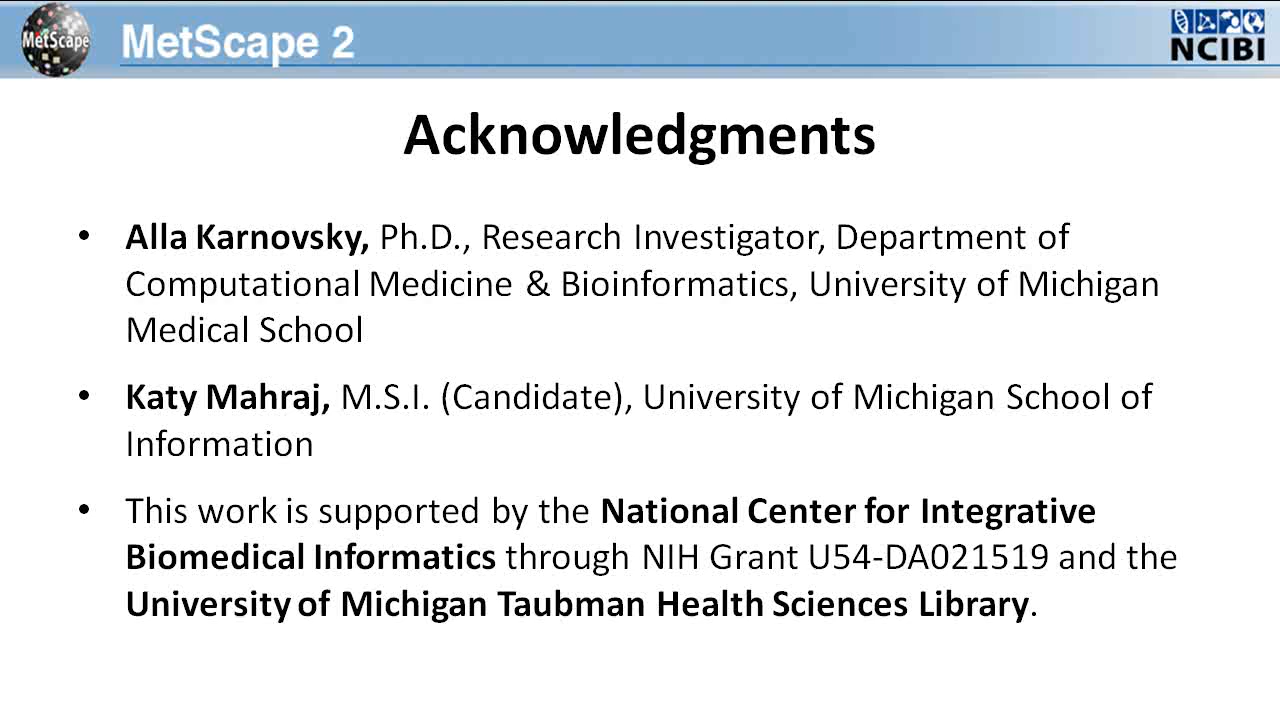 MetScape
MetScape 2
NCIBI
Acknowledgments
• Alla Karnovsky, Ph.D., Research Investigator, Department of
Computational Medicine & Bioinformatics, University of Michigan
Medical School
• Katy Mahraj, M.S.I. (Candidate), University of Michigan School of
Information
• This work is supported by the National Center for Integrative
Biomedical Informatics through NIH Grant U54-DA021519 and the
University of Michigan Taubman Health Sciences Library.